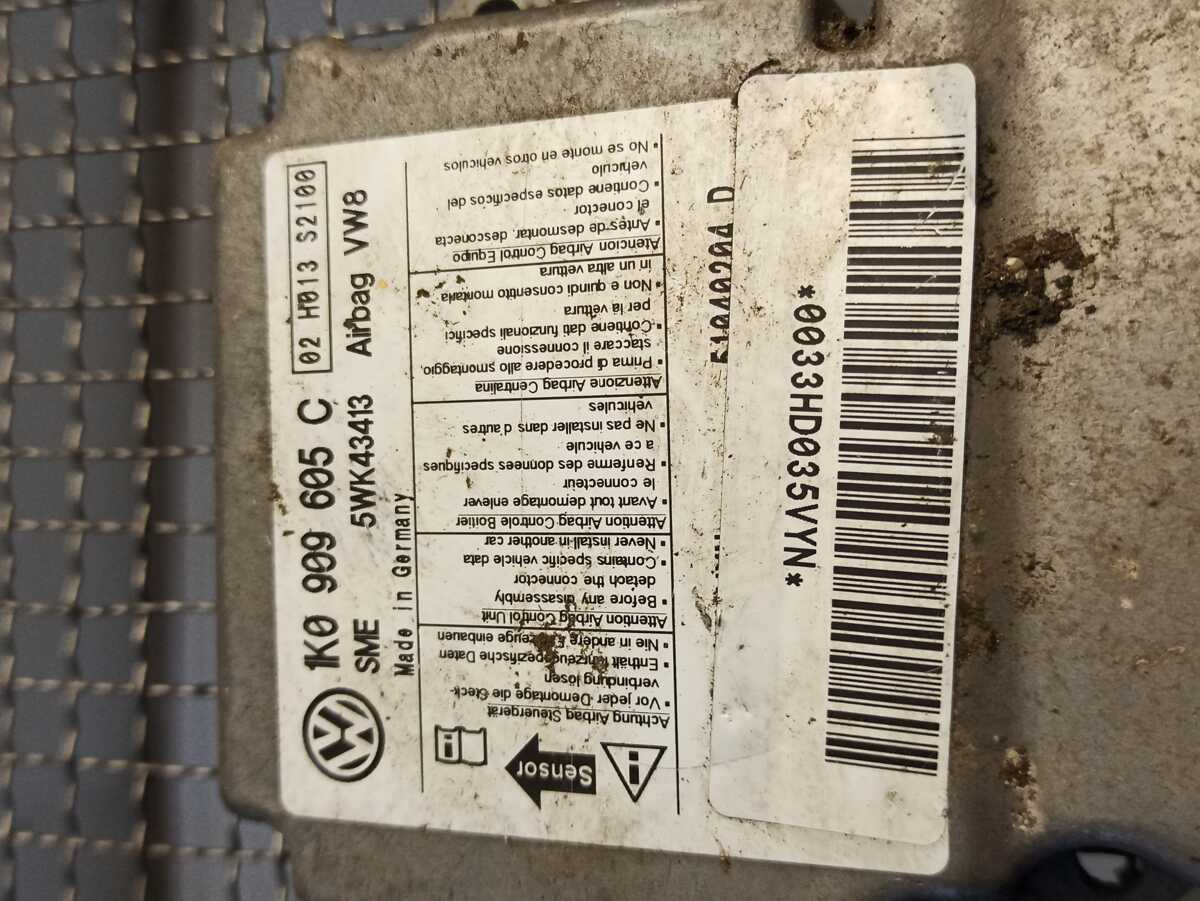 1K0 909 605 C
02 H013 S2100
SME
5WK43413
Airbag VW8
Made in Germany
Sensor
Achtung Airbag Steuergerät
• Vor jeder Demontage die Steck-
verbindung lösen
• Enthält fahrzeugspezifische Daten
• Nie in andere Fahrzeuge einbauen
Attention Airbag Control Unit
• Before any disassembly
detach the connector
• Contains specific vehicle data
• Never install in another car
Attention Airbag Controle Boitier
• Avant tout demontage enlever
le connecteur
• Renferme des donnees specifiques
a ce vehicule
• Ne pas installer dans d'autres
vehicules
Attenzione Airbag Centralina
• Prima di procedere allo smontaggio,
staccare il connessione
• Contiene dati funzionali specifici
per la vettura
• Non e quindi consentito montarla
in un altra vettura
Atencion Airbag Control Equipo
• Antes de desmontar, desconecta
el conector
• Contiene datos especificos del
vehiculo
• No se monte en otros vehiculos
51040204 D
*0033HD035VYN*